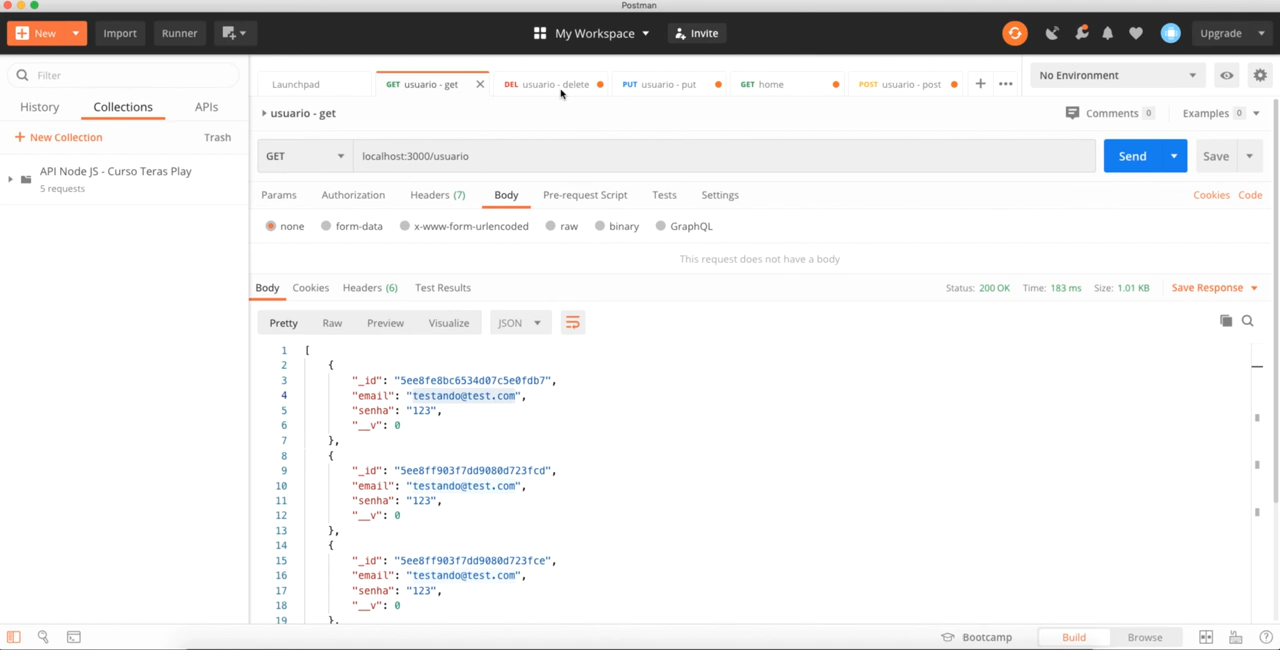 Postman
New Import Runner My Workspace Invite Upgrade
Filter
History Collections APIs
New Collection Trash
API Node JS - Curso Teras Play
5 requests
Launchpad GET usuario - get DEL usuario - delete PUT usuario - put GET home POST usuario - post No Environment
usuario - get Comments 0 Examples 0
GET localhost:3000/usuario Send Save
Params Authorization Headers (7) Body Pre-request Script Tests Settings Cookies Code
none form-data x-www-form-urlencoded raw binary GraphQL
This request does not have a body
Body Cookies Headers (6) Test Results Status: 200 OK Time: 183 ms Size: 1.01 KB Save Response
Pretty Raw Preview Visualize JSON
1 [
2 {
3 "_id": "5ee8fe8bc6534d07c5e0fdb7",
4 "email": "testando@test.com",
5 "senha": "123",
6 "__v": 0
7 },
8 {
9 "_id": "5ee8ff903f7dd9080d723fcd",
10 "email": "testando@test.com",
11 "senha": "123",
12 "__v": 0
13 },
14 {
15 "_id": "5ee8ff903f7dd9080d723fce",
16 "email": "testando@test.com",
17 "senha": "123",
18 "__v": 0
19 },
Bootcamp Build Browse